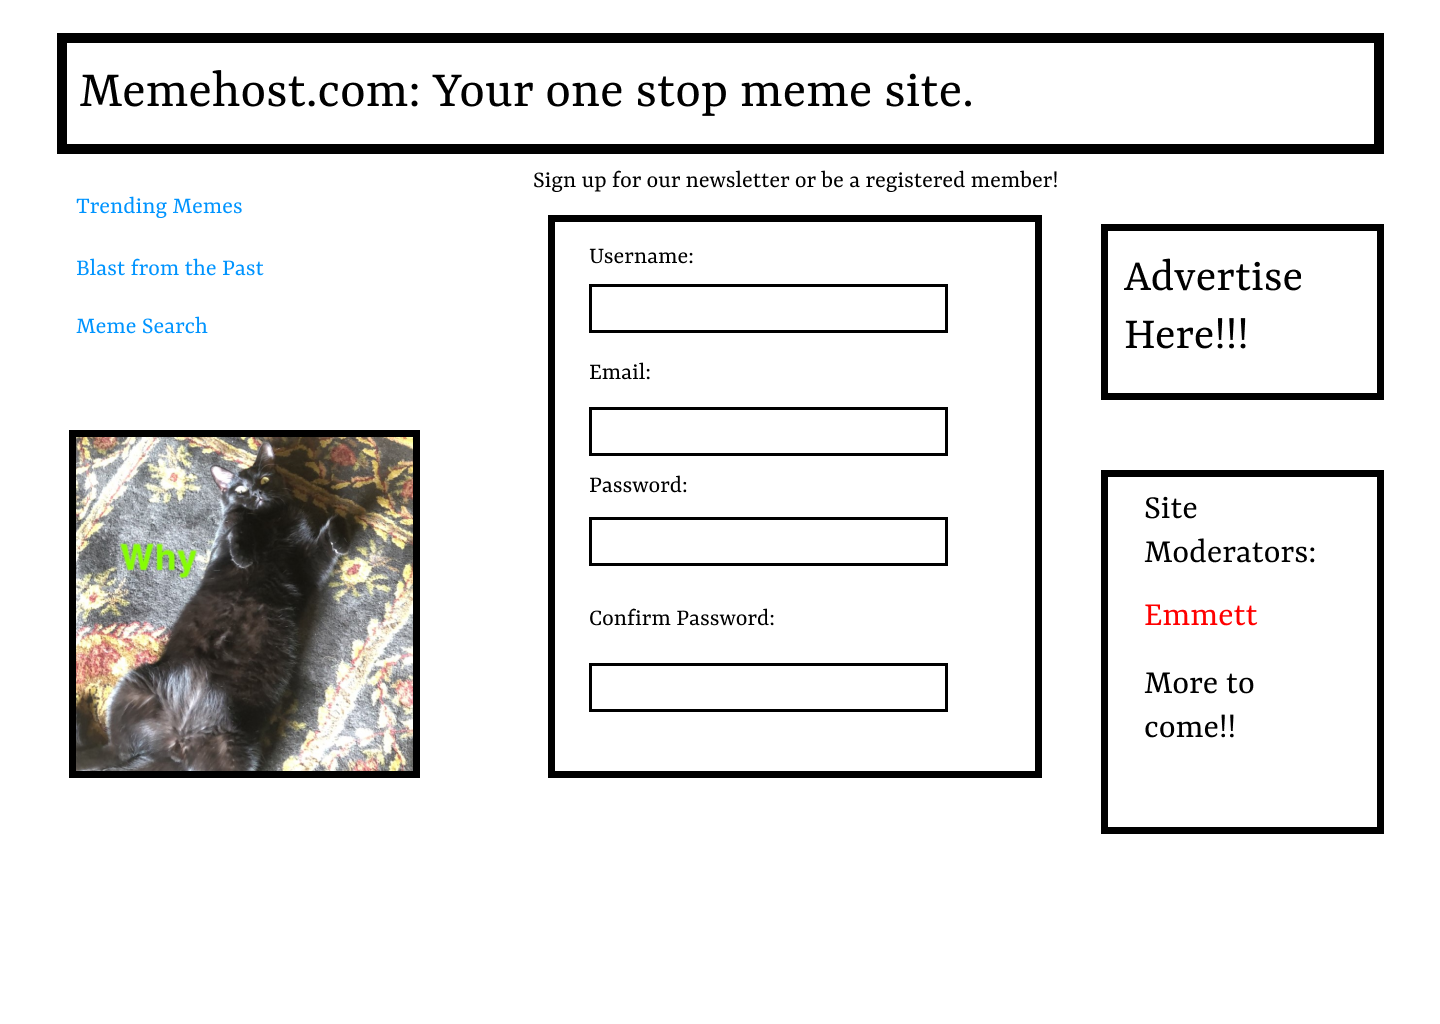 Memehost.com: Your one stop meme site.
Sign up for our newsletter or be a registered member!
Trending Memes
Blast from the Past
Meme Search
Why
Username:
Email:
Password:
Confirm Password:
Advertise
Here!!!
Site
Moderators:
Emmett
More to
come!!